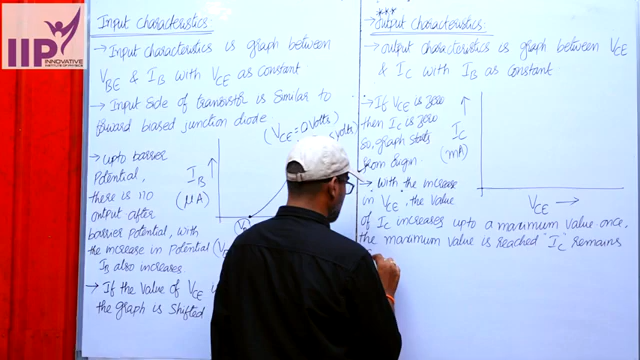 IIP
INNOVATIVE
INSTITUTE OF PHYSICS
Input characteristics:
→ Input characteristics is graph between
VBE & IB with VCE as constant
→ Input side of transistor is similar to
forward biased junction diode.
(VCE=0Volts)
Volts)
→ upto barrier
potential,
there is no
output after
barrier potential, with
the increase in potential
IB also increases.
→ If the value of VCE
the graph is shifted
IB
(μA)
***
→ output characteristics:
→ output characteristics is graph between VCE
& IC with IB as constant
→ If VCE is zero
then IC is zero
so, graph starts
from origin.
IC
(mA)
VCE →
→ With the increase
in VCE, the value
of IC increases upto a maximum value once,
the maximum value is reached "IC" remains